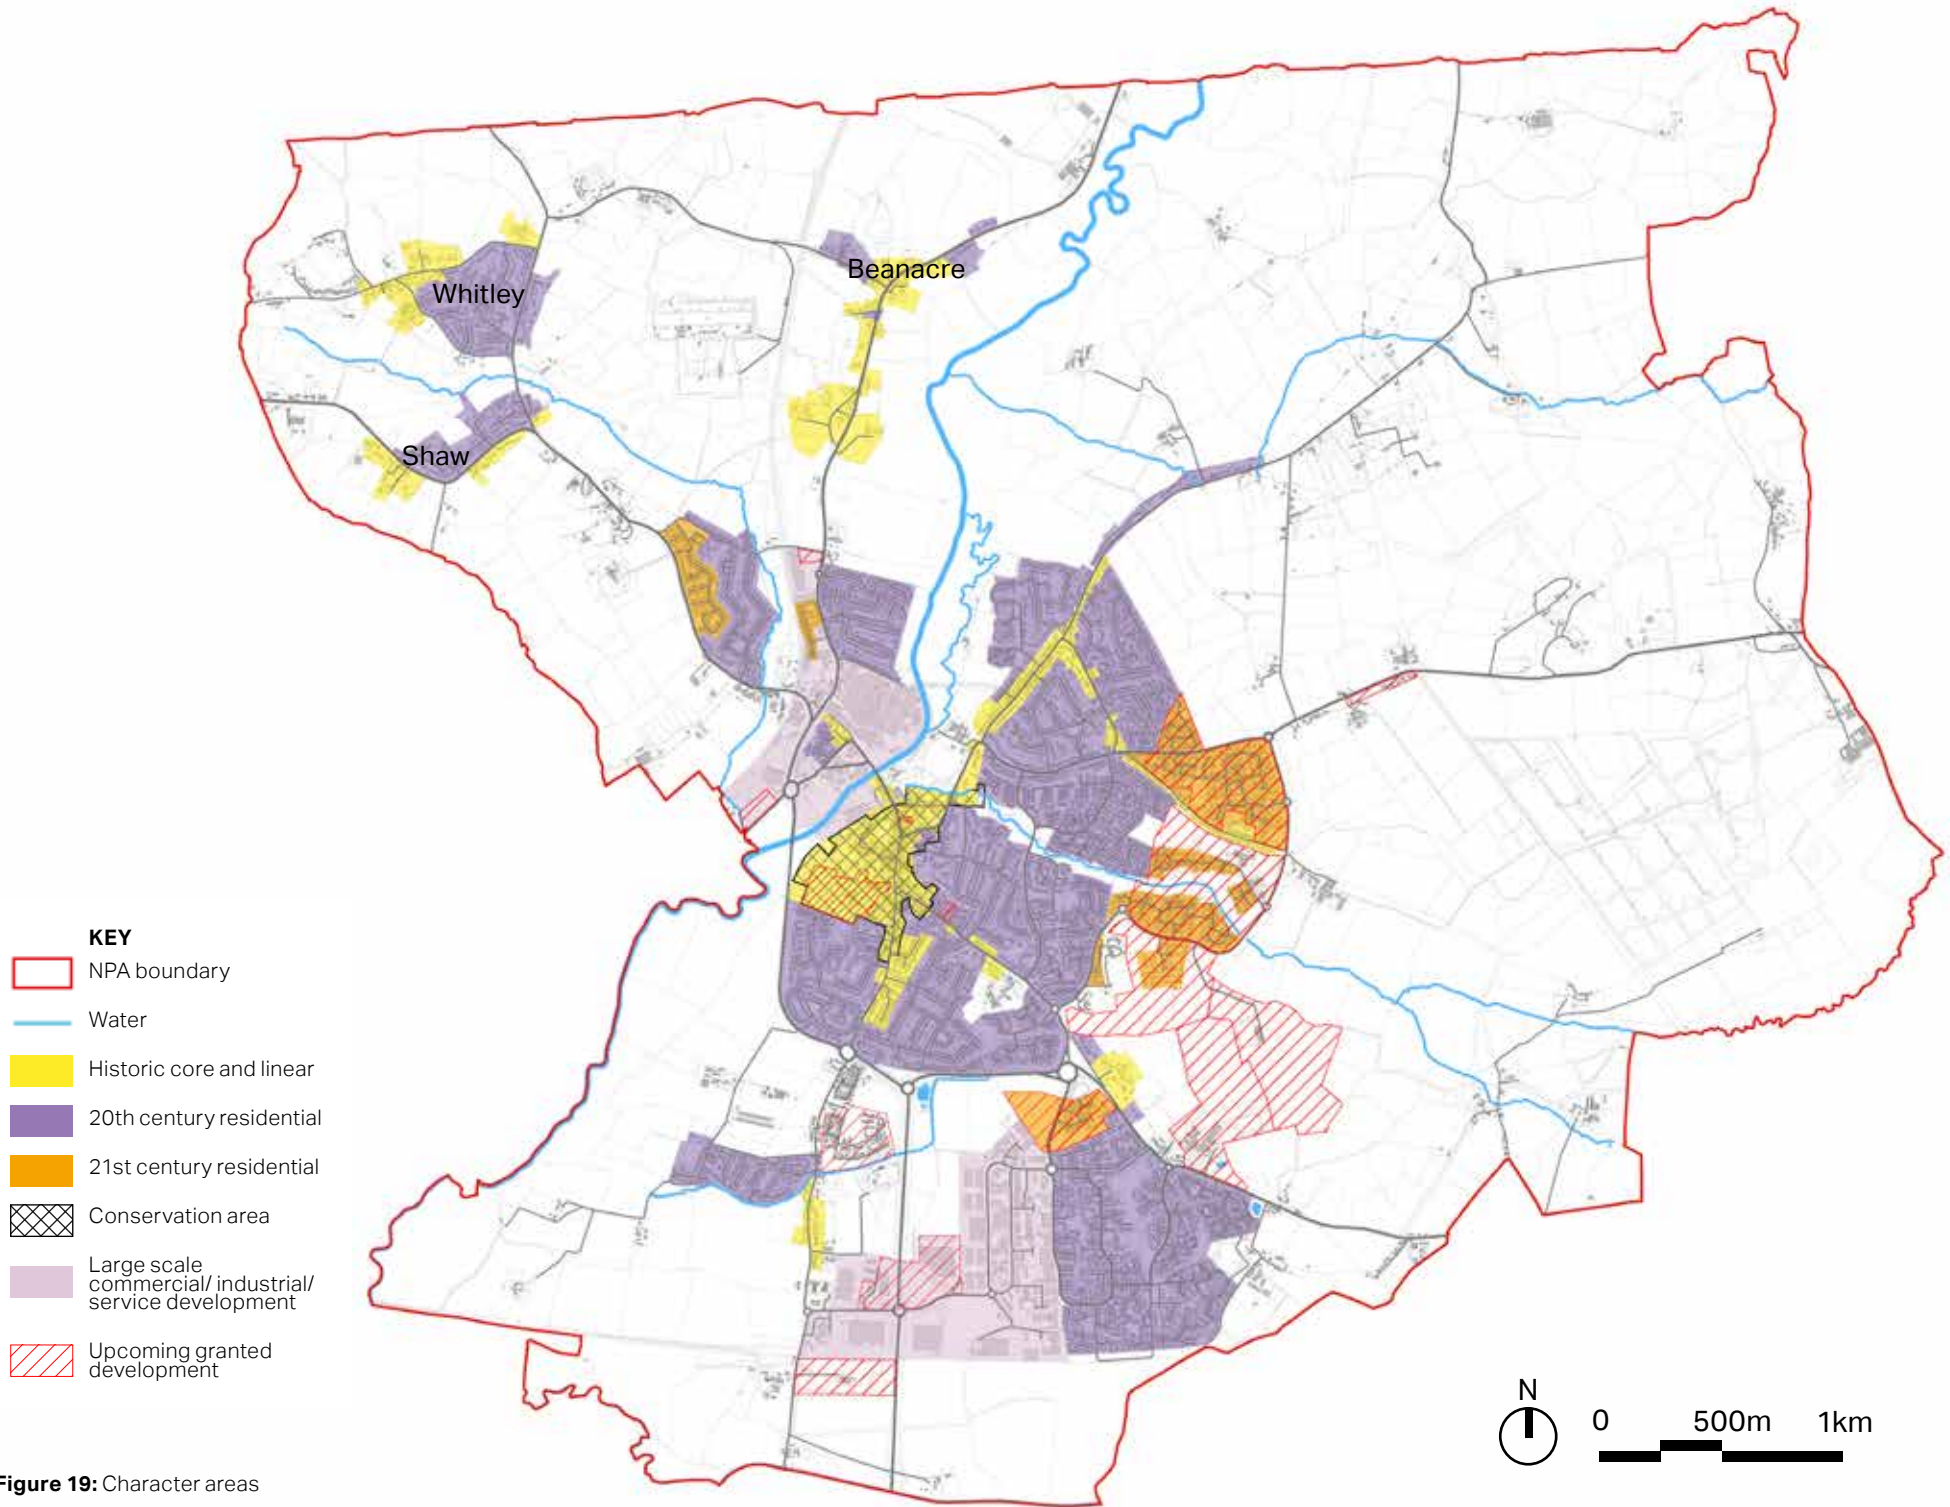 Beanacre
Whitley
Shaw
KEY
NPA boundary
Water
Historic core and linear
20th century residential
21st century residential
Conservation area
Large scale
commercial/ industrial/
service development
Upcoming granted
development
N
0 500m 1km
Figure 19: Character areas